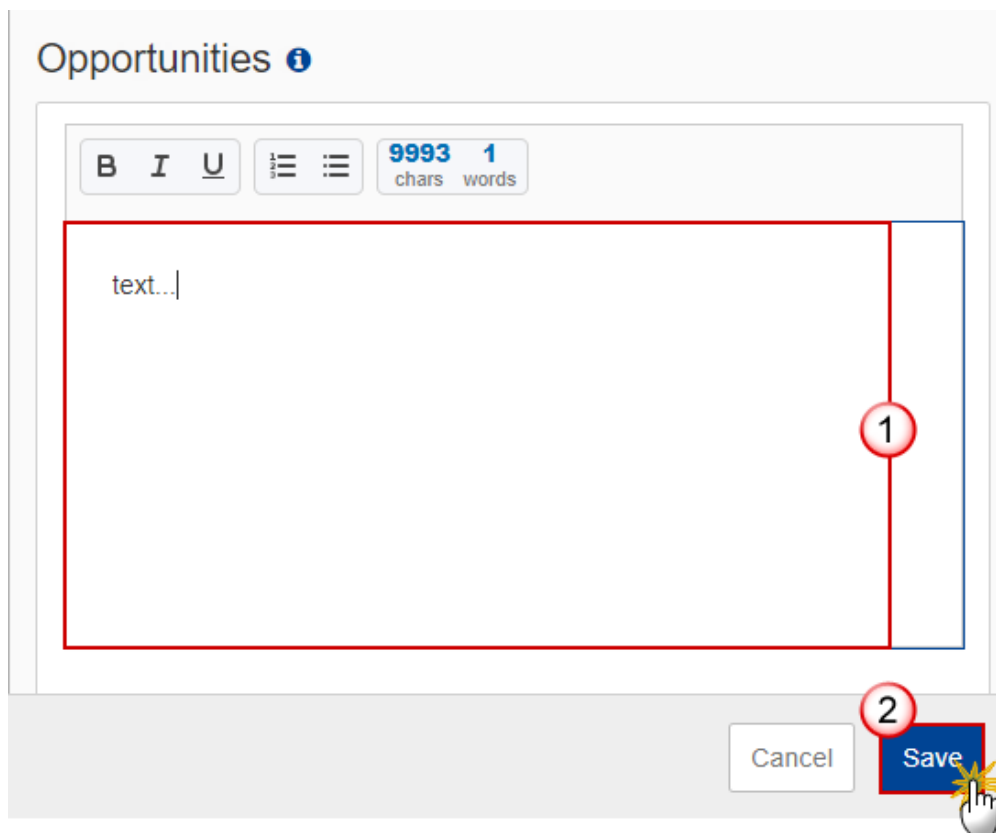 Opportunities
B I U 9993 1
chars words
text...
1
2
Cancel Save